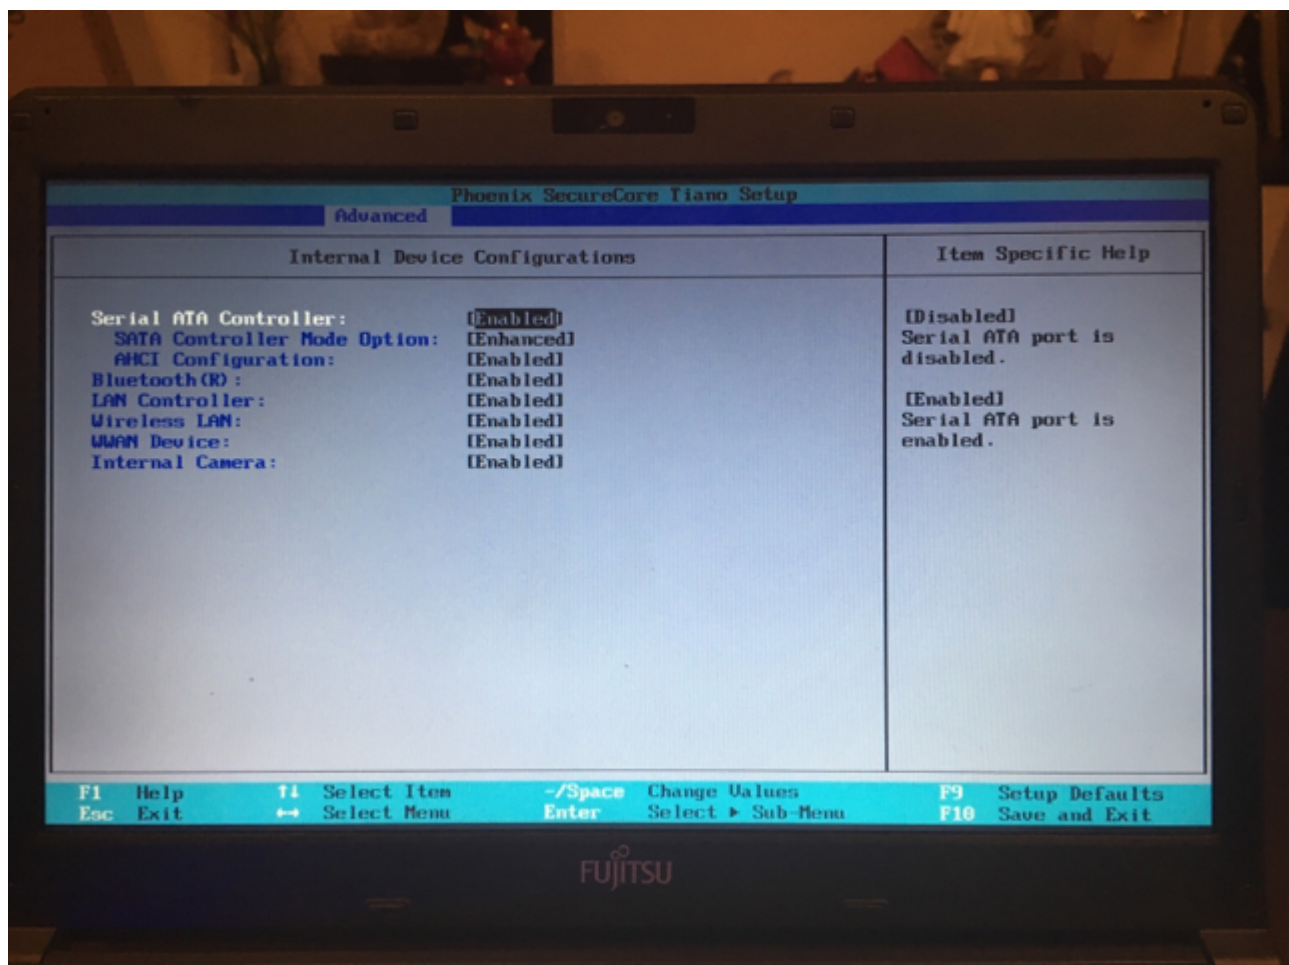 Phoenix SecureCore Tiano Setup
Advanced
Internal Device Configurations
Item Specific Help
Serial ATA Controller: [Enabled]
SATA Controller Mode Option: [Enhanced]
AHCI Configuration: [Enabled]
Bluetooth(R): [Enabled]
LAN Controller: [Enabled]
Wireless LAN: [Enabled]
WWAN Device: [Enabled]
Internal Camera: [Enabled]
[Disabled]
Serial ATA port is
disabled.
[Enabled]
Serial ATA port is
enabled.
F1 Help ↑↓ Select Item -/Space Change Values F9 Setup Defaults
Esc Exit ↔ Select Menu Enter Select ▶ Sub-Menu F10 Save and Exit
FUJITSU